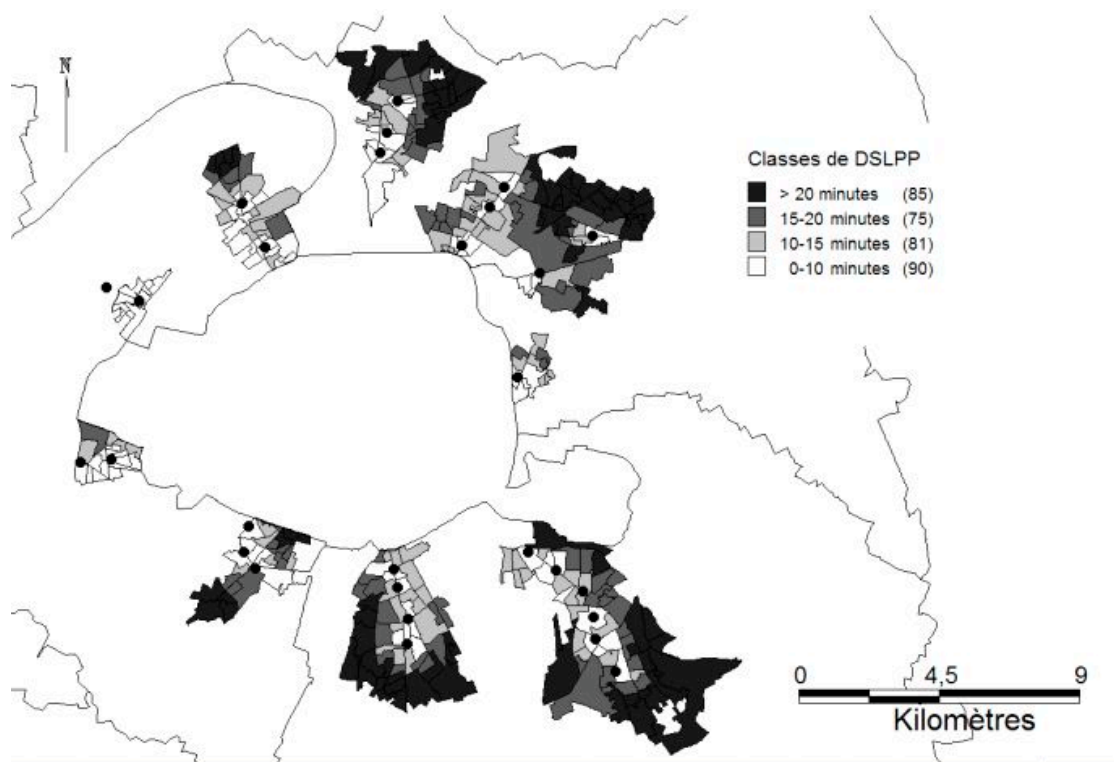 N
Classes de DSLPP
> 20 minutes (85)
15-20 minutes (75)
10-15 minutes (81)
0-10 minutes (90)
0 4,5 9
Kilomètres